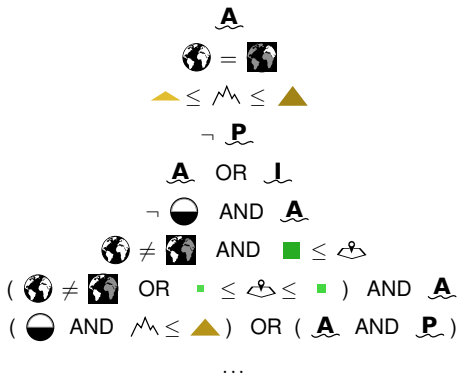 A
=
≤ ≤
¬ P
A OR I
¬ AND A
≠ AND ≤
( ≠ OR ≤ ≤ ) AND A
( AND ≤ ) OR ( A AND P )
...